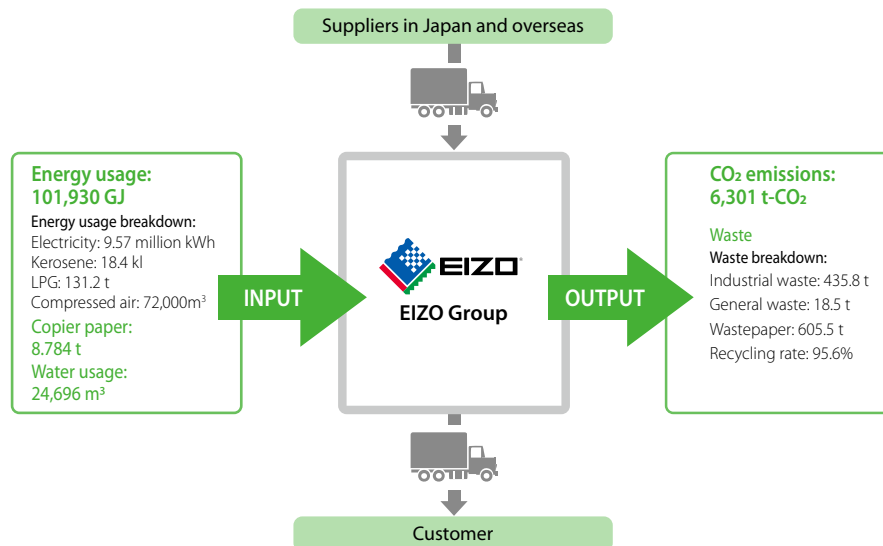 Suppliers in Japan and overseas
Energy usage:
101,930 GJ
Energy usage breakdown:
Electricity: 9.57 million kWh
Kerosene: 18.4 kl
LPG: 131.2 t
Compressed air: 72,000m³
Copier paper:
8.784 t
Water usage:
24,696 m³
INPUT
EIZO®
EIZO Group
OUTPUT
CO₂ emissions:
6,301 t-CO₂
Waste
Waste breakdown:
Industrial waste: 435.8 t
General waste: 18.5 t
Wastepaper: 605.5 t
Recycling rate: 95.6%
Customer